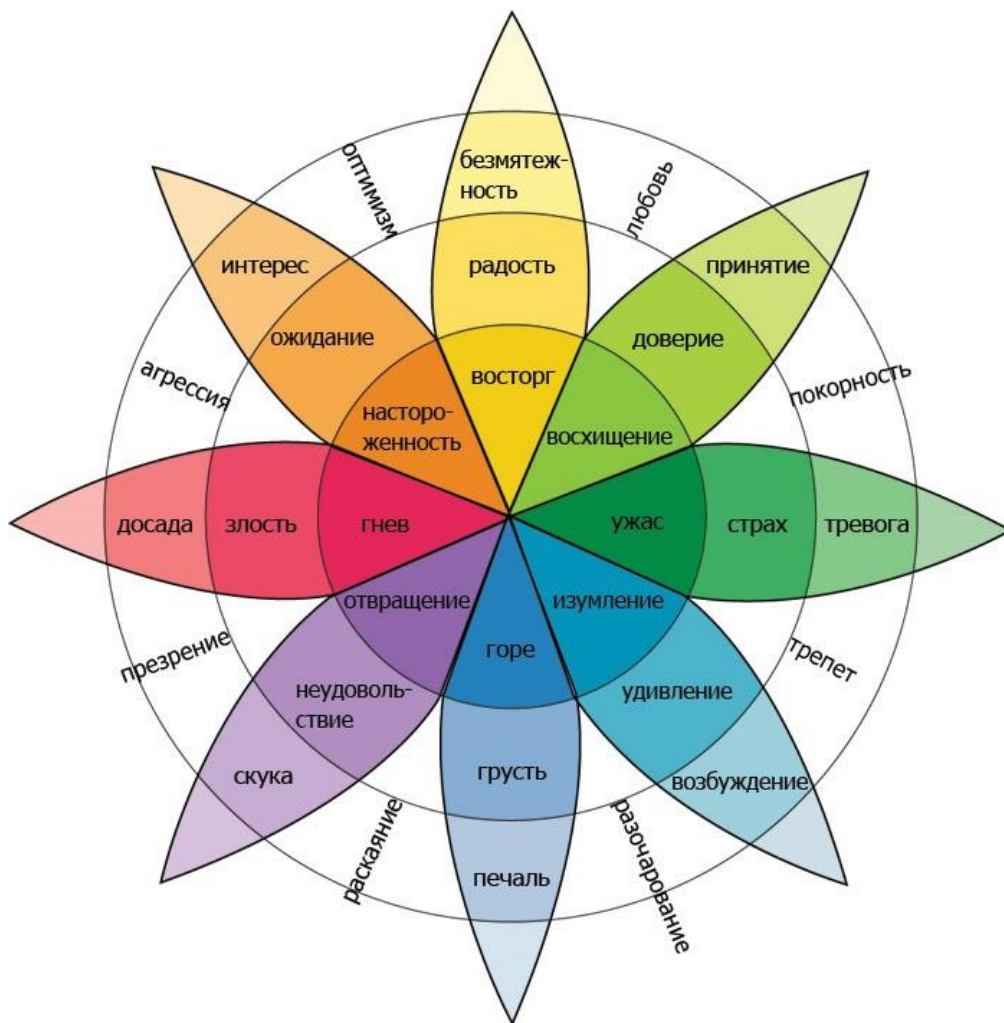 безмятеж-
ность
оптимизм
любовь
интерес
радость
принятие
ожидание
доверие
восторг
агрессия
покорность
насторо-
женность
восхищение
досада
злость
гнев
ужас
страх
тревога
отвращение
изумление
презрение
горе
трепет
неудоволь-
ствие
удивление
скука
грусть
возбуждение
раскаяние
разочарование
печаль